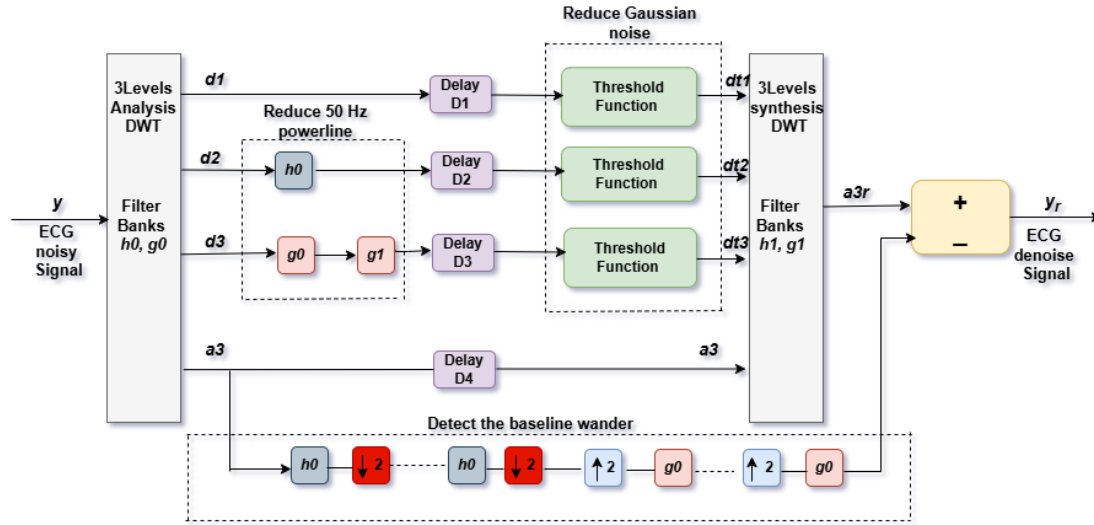 Reduce Gaussian
noise
3Levels
Analysis
DWT
Filter
Banks
h0, g0
d1
Delay
D1
Threshold
Function
dt1
3Levels
synthesis
DWT
Filter
Banks
h1, g1
Reduce 50 Hz
powerline
d2
h0
Delay
D2
Threshold
Function
dt2
y
ECG
noisy
Signal
d3
g0
g1
Delay
D3
Threshold
Function
dt3
a3r
+
−
yr
ECG
denoise
Signal
a3
Delay
D4
a3
Detect the baseline wander
h0
↓ 2
h0
↓ 2
↑ 2
g0
↑ 2
g0